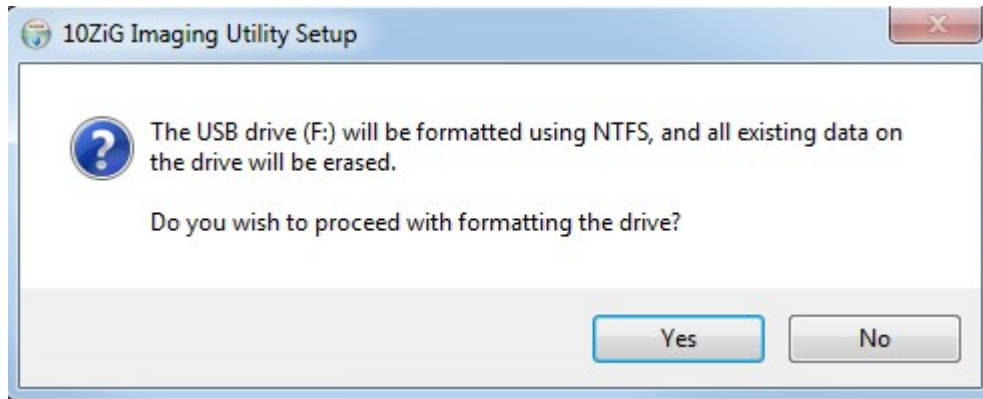 10ZiG Imaging Utility Setup
The USB drive (F:) will be formatted using NTFS, and all existing data on
the drive will be erased.
Do you wish to proceed with formatting the drive?
Yes
No